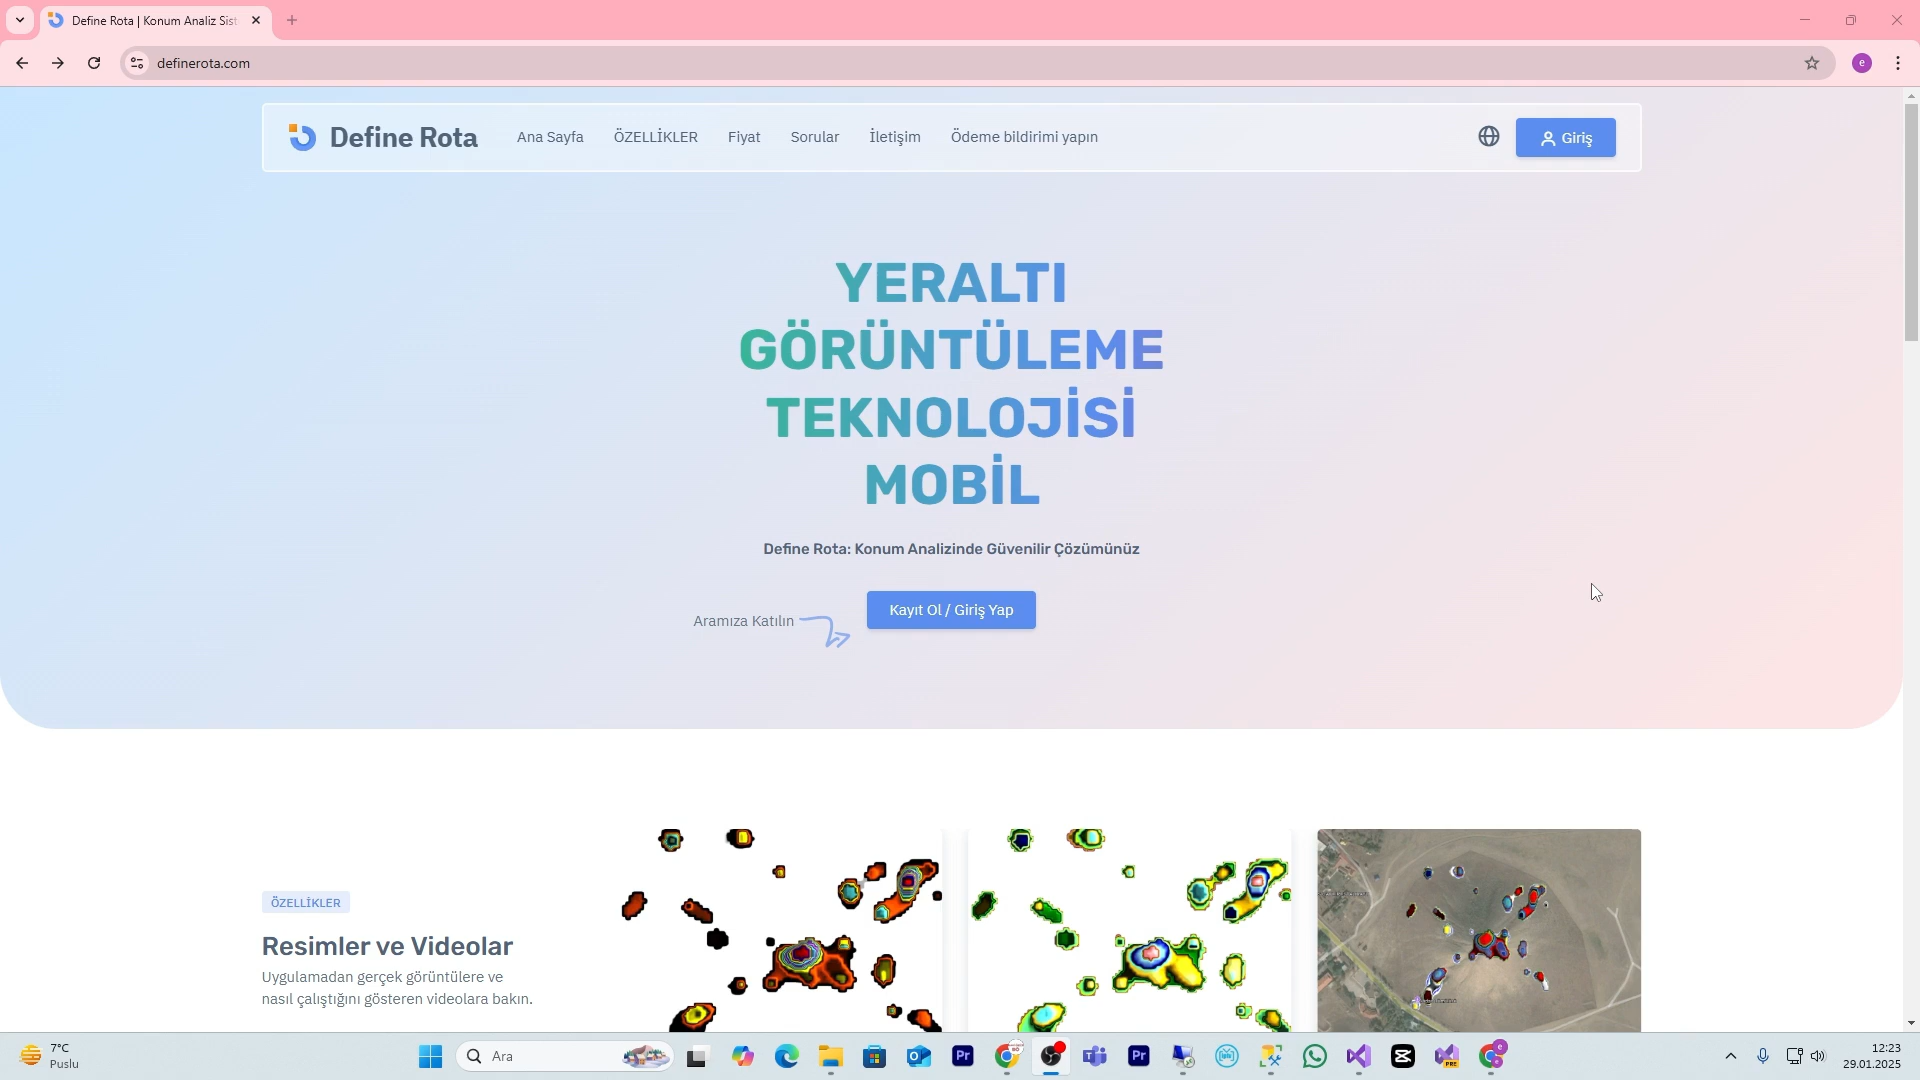 Define Rota | Konum Analiz Sist
definerota.com
e
Define Rota
Ana Sayfa
ÖZELLİKLER
Fiyat
Sorular
İletişim
Ödeme bildirimi yapın
Giriş
YERALTI
GÖRÜNTÜLEME
TEKNOLOJİSİ
MOBİL
Define Rota: Konum Analizinde Güvenilir Çözümünüz
Aramıza Katılın
Kayıt Ol / Giriş Yap
ÖZELLİKLER
Resimler ve Videolar
Uygulamadan gerçek görüntülere ve
nasıl çalıştığını gösteren videolara bakın.
7°C
Puslu
Ara
Pr
Pr
PRE
12:23
29.01.2025